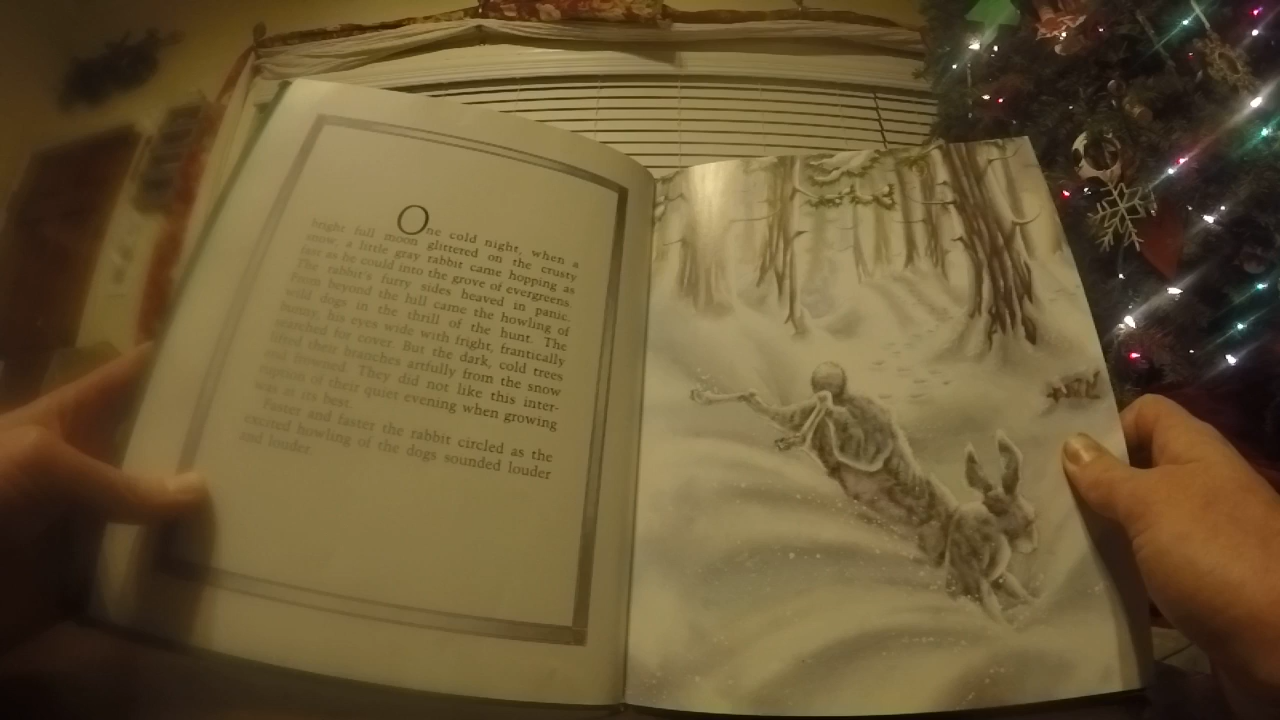 One cold night, when a
bright full moon glittered on the crusty
snow, a little gray rabbit came hopping as
fast as he could into the grove of evergreens.
The rabbit's furry sides heaved in panic.
From beyond the hill came the howling of
wild dogs in the thrill of the hunt. The
bunny, his eyes wide with fright, frantically
searched for cover. But the dark, cold trees
lifted their branches artfully from the snow
and frowned. They did not like this inter-
ruption of their quiet evening when growing
was at its best.
Faster and faster the rabbit circled as the
excited howling of the dogs sounded louder
and louder.